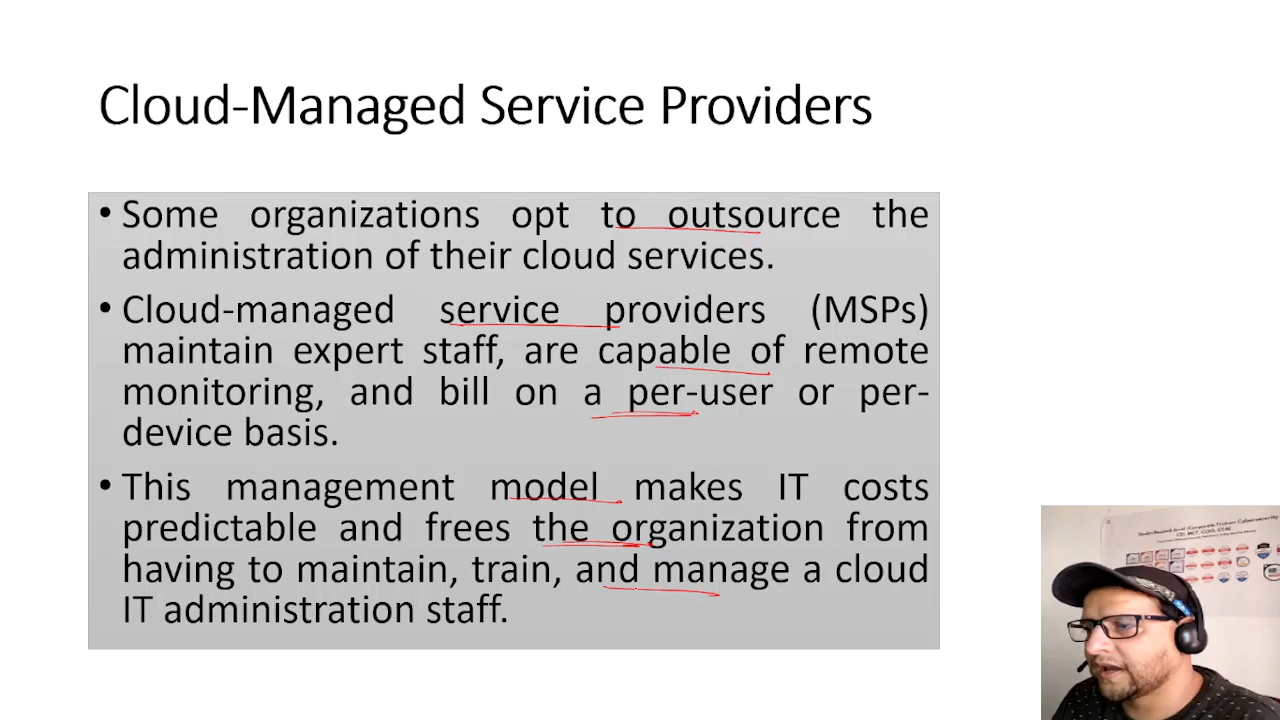 Cloud-Managed Service Providers
• Some organizations opt to outsource the
administration of their cloud services.
• Cloud-managed service providers (MSPs)
maintain expert staff, are capable of remote
monitoring, and bill on a per-user or per-
device basis.
• This management model makes IT costs
predictable and frees the organization from
having to maintain, train, and manage a cloud
IT administration staff.